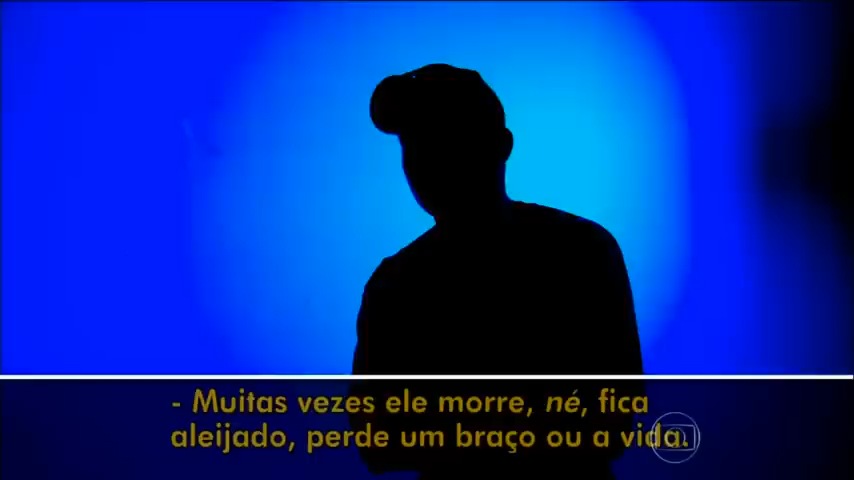 - Muitas vezes ele morre, né, fica
aleijado, perde um braço ou a vida.